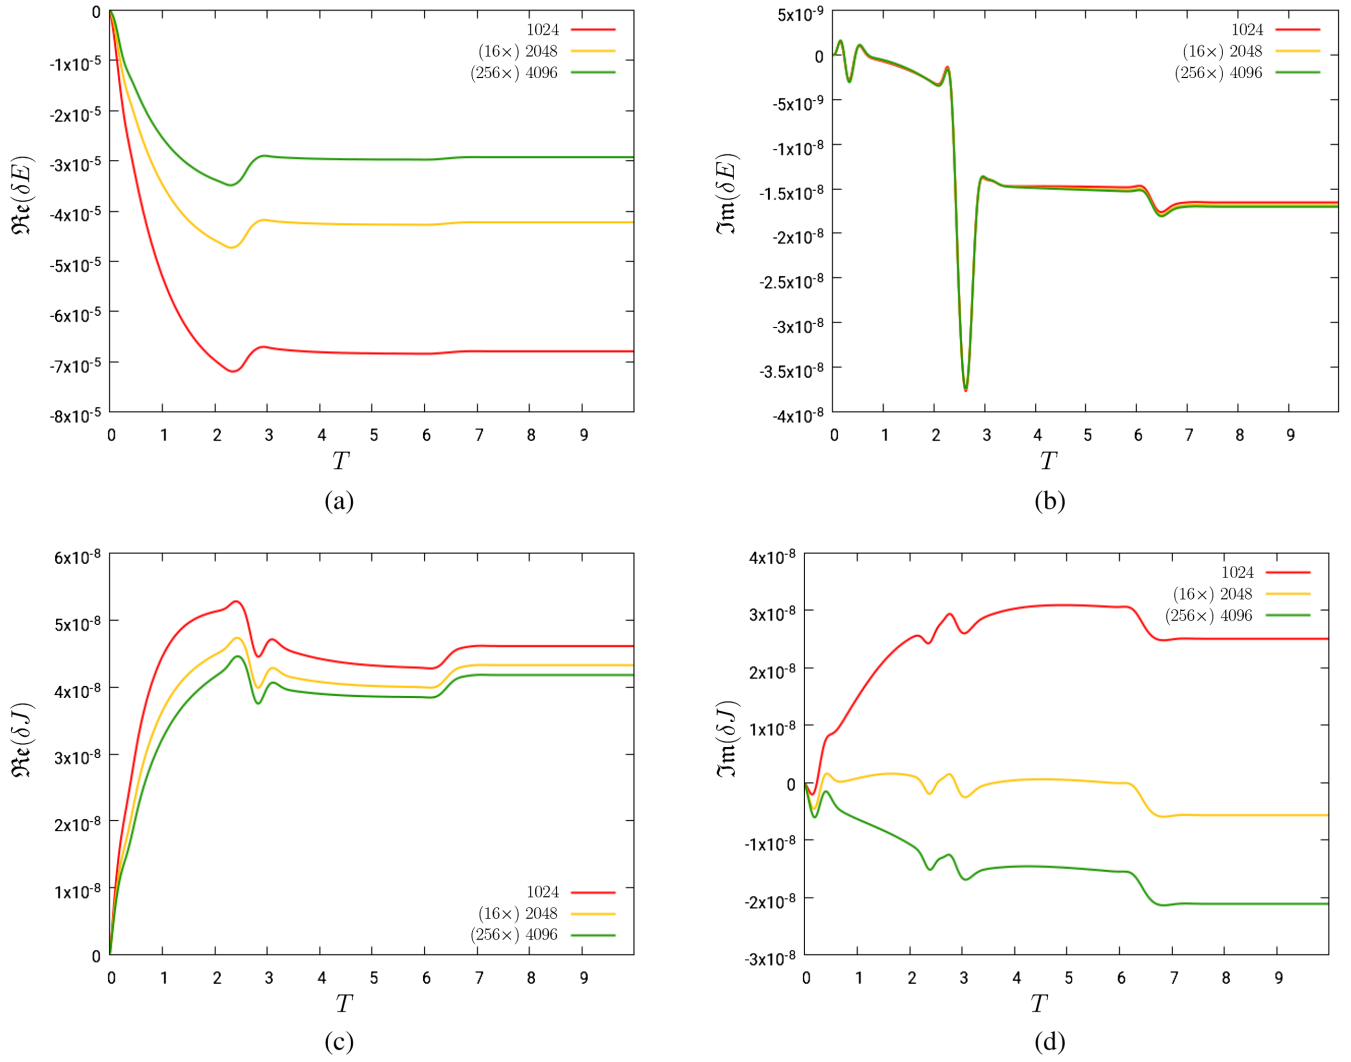 0
-1x10-5
-2x10-5
-3x10-5
-4x10-5
-5x10-5
-6x10-5
-7x10-5
-8x10-5
ℜe(δE)
1024
(16×) 2048
(256×) 4096
0 1 2 3 4 5 6 7 8 9
T
(a)
5x10-9
0
-5x10-9
-1x10-8
-1.5x10-8
-2x10-8
-2.5x10-8
-3x10-8
-3.5x10-8
-4x10-8
ℑm(δE)
1024
(16×) 2048
(256×) 4096
0 1 2 3 4 5 6 7 8 9
T
(b)
6x10-8
5x10-8
4x10-8
3x10-8
2x10-8
1x10-8
0
ℜe(δJ)
1024
(16×) 2048
(256×) 4096
0 1 2 3 4 5 6 7 8 9
T
(c)
4x10-8
3x10-8
2x10-8
1x10-8
0
-1x10-8
-2x10-8
-3x10-8
ℑm(δJ)
1024
(16×) 2048
(256×) 4096
0 1 2 3 4 5 6 7 8 9
T
(d)